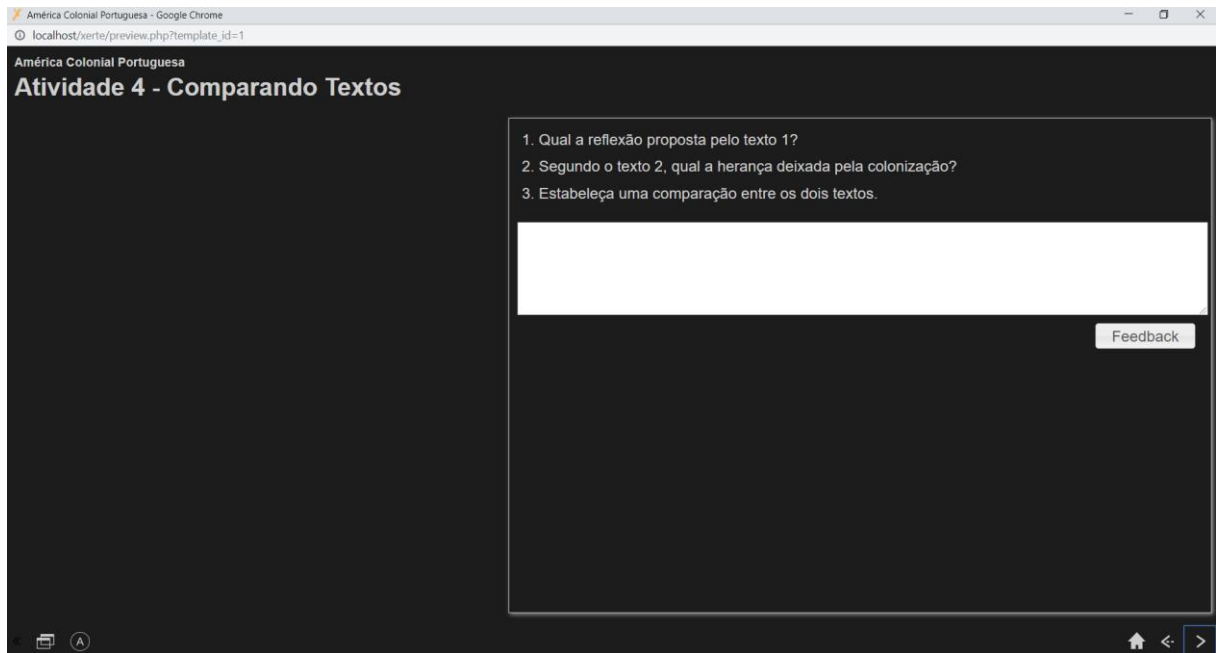 América Colonial Portuguesa - Google Chrome
localhost/xerte/preview.php?template_id=1
América Colonial Portuguesa
Atividade 4 - Comparando Textos
1. Qual a reflexão proposta pelo texto 1?
2. Segundo o texto 2, qual a herança deixada pela colonização?
3. Estabeleça uma comparação entre os dois textos.
Feedback
A